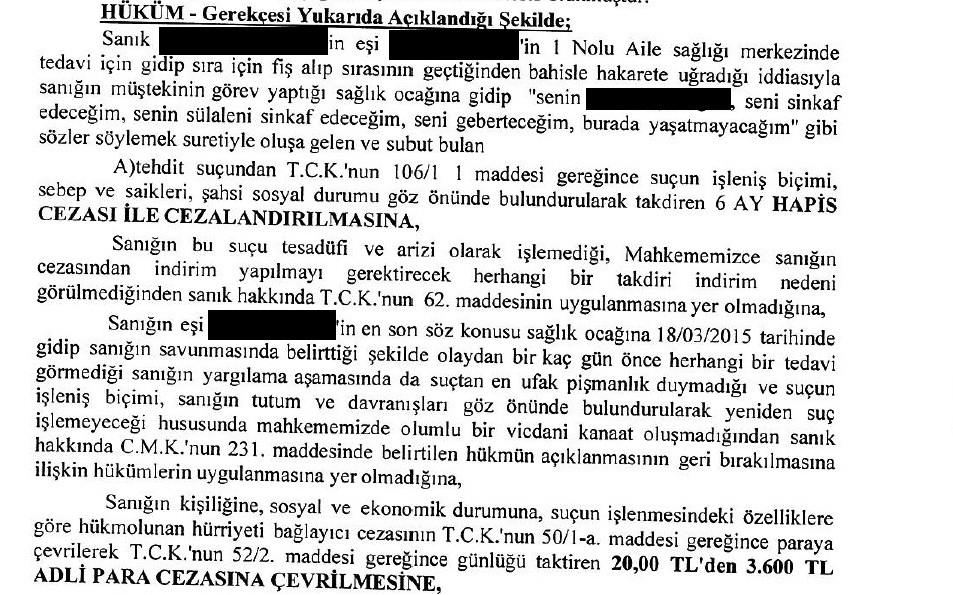 HÜKÜM - Gerekçesi Yukarıda Açıklandığı Şekilde;
Sanık in eşi 'in 1 Nolu Aile sağlığı merkezinde
tedavi için gidip sıra için fiş alıp sırasının geçtiğinden bahisle hakarete uğradığı iddiasıyla
sanığın müştekinin görev yaptığı sağlık ocağına gidip "senin , seni sinkaf
edeceğim, senin sülaleni sinkaf edeceğim, seni geberteceğim, burada yaşatmayacağım" gibi
sözler söylemek suretiyle oluşa gelen ve subut bulan
A)tehdit suçundan T.C.K.'nun 106/1 1 maddesi gereğince suçun işleniş biçimi,
sebep ve saikleri, şahsi sosyal durumu göz önünde bulundurularak takdiren 6 AY HAPİS
CEZASI İLE CEZALANDIRILMASINA,
Sanığın bu suçu tesadüfi ve arizi olarak işlemediği, Mahkememizce sanığın
cezasından indirim yapılmayı gerektirecek herhangi bir takdiri indirim nedeni
görülmediğinden sanık hakkında T.C.K.'nun 62. maddesinin uygulanmasına yer olmadığına,
Sanığın eşi 'in en son söz konusu sağlık ocağına 18/03/2015 tarihinde
gidip sanığın savunmasında belirttiği şekilde olaydan bir kaç gün önce herhangi bir tedavi
görmediği sanığın yargılama aşamasında da suçtan en ufak pişmanlık duymadığı ve suçun
işleniş biçimi, sanığın tutum ve davranışları göz önünde bulundurularak yeniden suç
işlemeyeceği hususunda mahkememizde olumlu bir vicdani kanaat oluşmadığından sanık
hakkında C.M.K.'nun 231. maddesinde belirtilen hükmün açıklanmasının geri bırakılmasına
ilişkin hükümlerin uygulanmasına yer olmadığına,
Sanığın kişiliğine, sosyal ve ekonomik durumuna, suçun işlenmesindeki özelliklere
göre hükmolunan hürriyeti bağlayıcı cezasının T.C.K.'nun 50/1-a. maddesi gereğince paraya
çevrilerek T.C.K.'nun 52/2. maddesi gereğince günlüğü taktiren 20,00 TL'den 3.600 TL
ADLİ PARA CEZASINA ÇEVRİLMESİNE,